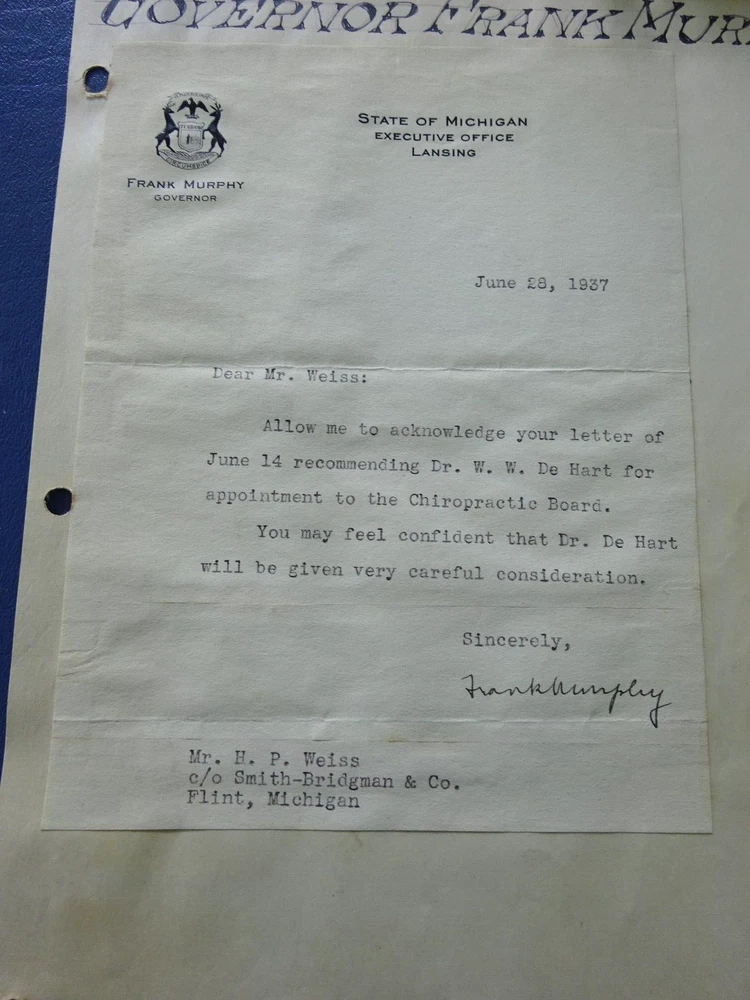 GOVERNOR FRANK MUR
TUEBOR
CIRCUMSPICE
STATE OF MICHIGAN
EXECUTIVE OFFICE
LANSING
FRANK MURPHY
GOVERNOR
June 28, 1937
Dear Mr. Weiss:
Allow me to acknowledge your letter of
June 14 recommending Dr. W. W. De Hart for
appointment to the Chiropractic Board.
You may feel confident that Dr. De Hart
will be given very careful consideration.
Sincerely,
Frank Murphy
Mr. H. P. Weiss
c/o Smith-Bridgman & Co.
Flint, Michigan